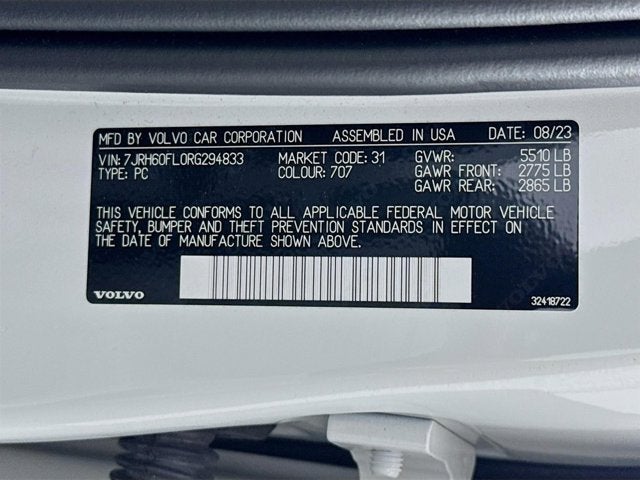 MFD BY VOLVO CAR CORPORATION ASSEMBLED IN USA DATE: 08/23
VIN: 7JRH60FL0RG294833 MARKET CODE: 31 GVWR: 5510 LB
TYPE: PC COLOUR: 707 GAWR FRONT: 2775 LB
GAWR REAR: 2865 LB
THIS VEHICLE CONFORMS TO ALL APPLICABLE FEDERAL MOTOR VEHICLE
SAFETY, BUMPER AND THEFT PREVENTION STANDARDS IN EFFECT ON
THE DATE OF MANUFACTURE SHOWN ABOVE.
VOLVO 32418722